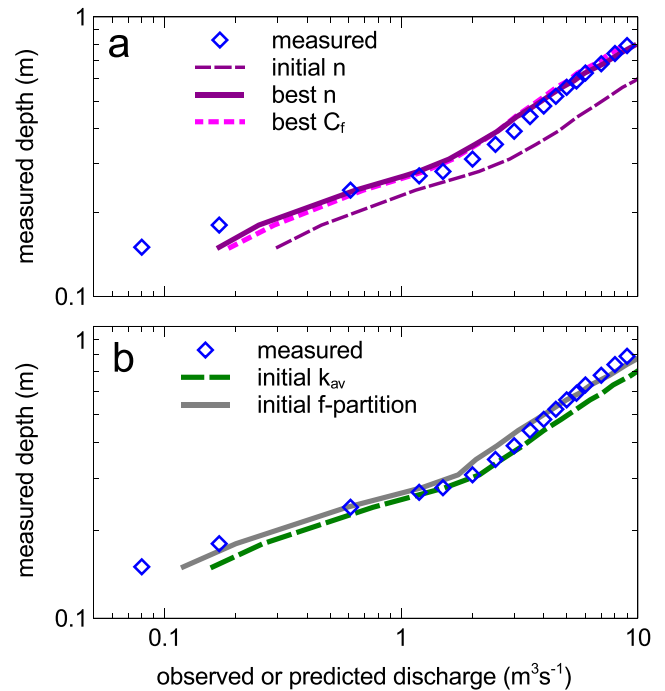 1
a
measured
initial n
best n
best C_f
measured depth (m)
0.1
1
b
measured
initial k_av
initial f-partition
measured depth (m)
0.1
0.1 1 10
observed or predicted discharge (m³s⁻¹)